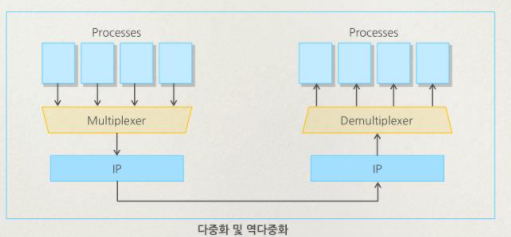 Processes
Processes
Multiplexer
Demultiplexer
IP
IP
다중화 및 역다중화